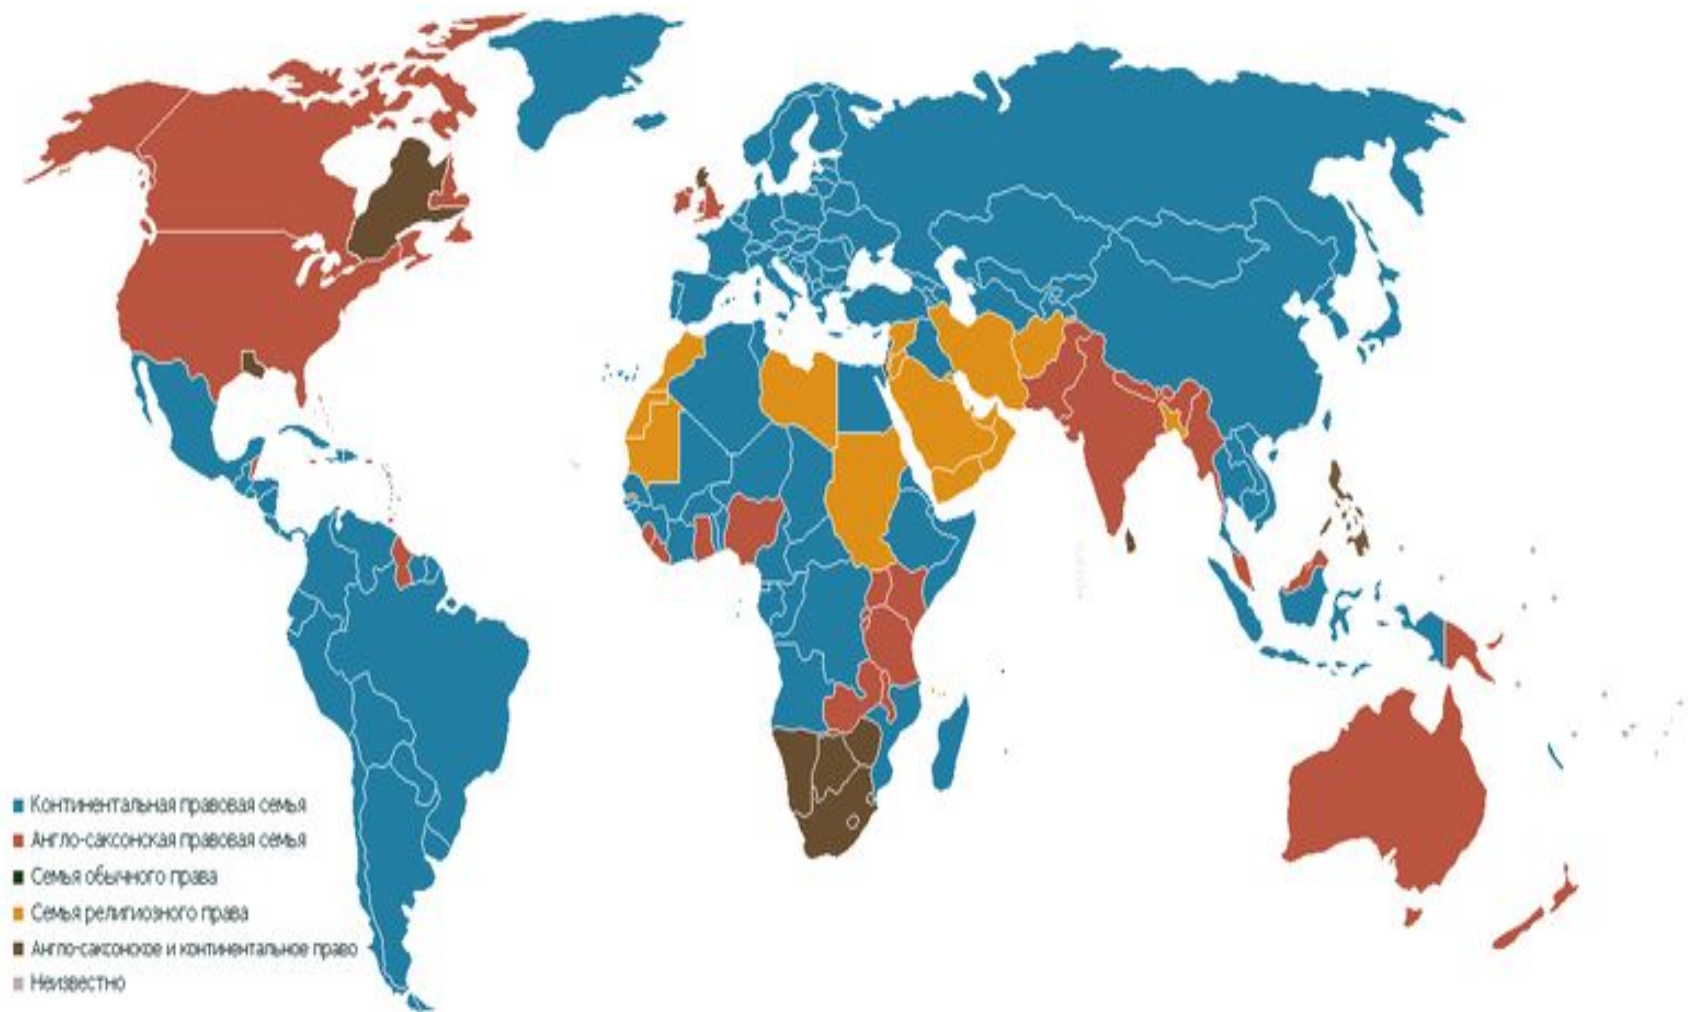 Континентальная правовая семья
Англо-саксонская правовая семья
Семья обычного права
Семья религиозного права
Англо-саксонское и континентальное право
Неизвестно